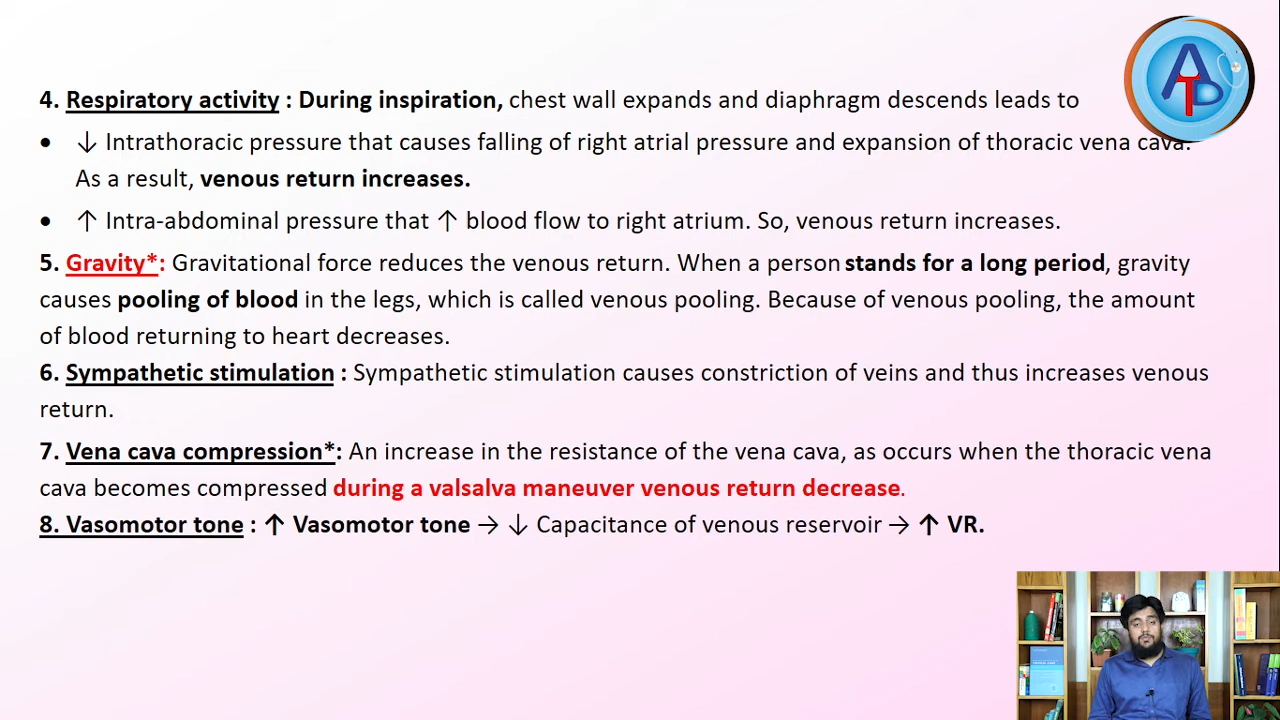 4. Respiratory activity : During inspiration, chest wall expands and diaphragm descends leads to
• ↓ Intrathoracic pressure that causes falling of right atrial pressure and expansion of thoracic vena cava.
As a result, venous return increases.
• ↑ Intra-abdominal pressure that ↑ blood flow to right atrium. So, venous return increases.
5. Gravity*: Gravitational force reduces the venous return. When a person stands for a long period, gravity
causes pooling of blood in the legs, which is called venous pooling. Because of venous pooling, the amount
of blood returning to heart decreases.
6. Sympathetic stimulation : Sympathetic stimulation causes constriction of veins and thus increases venous
return.
7. Vena cava compression*: An increase in the resistance of the vena cava, as occurs when the thoracic vena
cava becomes compressed during a valsalva maneuver venous return decrease.
8. Vasomotor tone : ↑ Vasomotor tone → ↓ Capacitance of venous reservoir → ↑ VR.
ATB